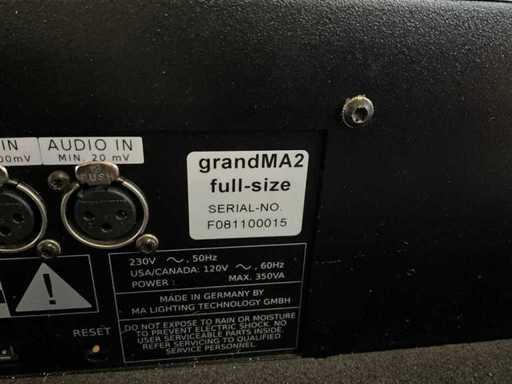 IN
AUDIO IN
00mV
MIN. 20 mV
PUSH
grandMA2
full-size
SERIAL-NO.
F081100015
230V ~, 50Hz
USA/CANADA: 120V ~, 60Hz
POWER : MAX. 350VA
MADE IN GERMANY BY
MA LIGHTING TECHNOLOGY GMBH
RESET
DO NOT EXPOSE TO RAIN OR MOISTURE
TO PREVENT ELECTRIC SHOCK. NO
USER SERVICEABLE PARTS INSIDE.
REFER SERVICING TO QUALIFIED
SERVICE PERSONNEL.